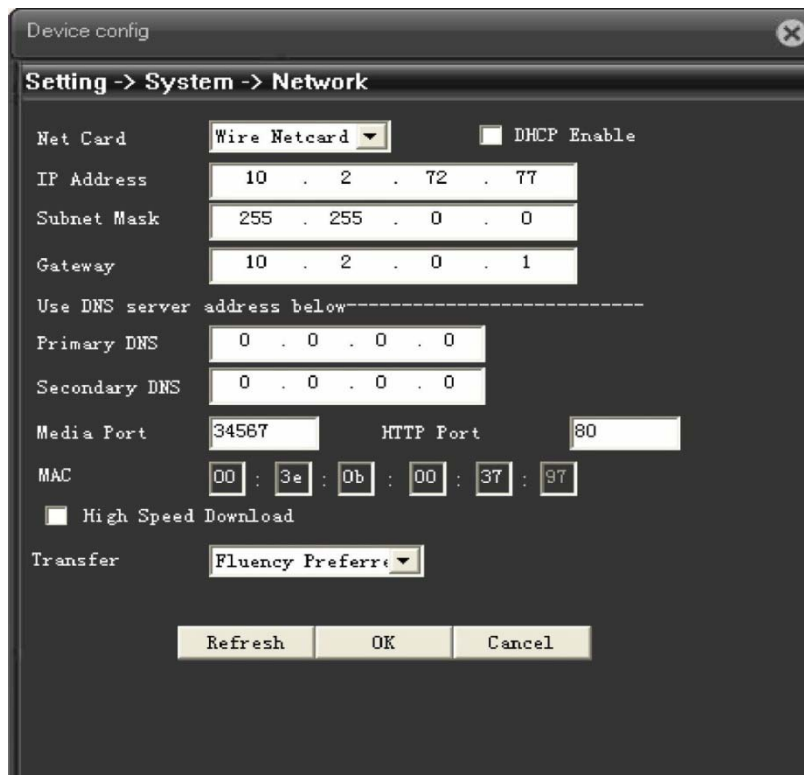 Device config
Setting -> System -> Network
Net Card Wire Netcard DHCP Enable
IP Address 10 . 2 . 72 . 77
Subnet Mask 255 . 255 . 0 . 0
Gateway 10 . 2 . 0 . 1
Use DNS server address below---------------------------
Primary DNS 0 . 0 . 0 . 0
Secondary DNS 0 . 0 . 0 . 0
Media Port 34567 HTTP Port 80
MAC 00 : 3e : 0b : 00 : 37 : 97
High Speed Download
Transfer Fluency Preferre
Refresh OK Cancel